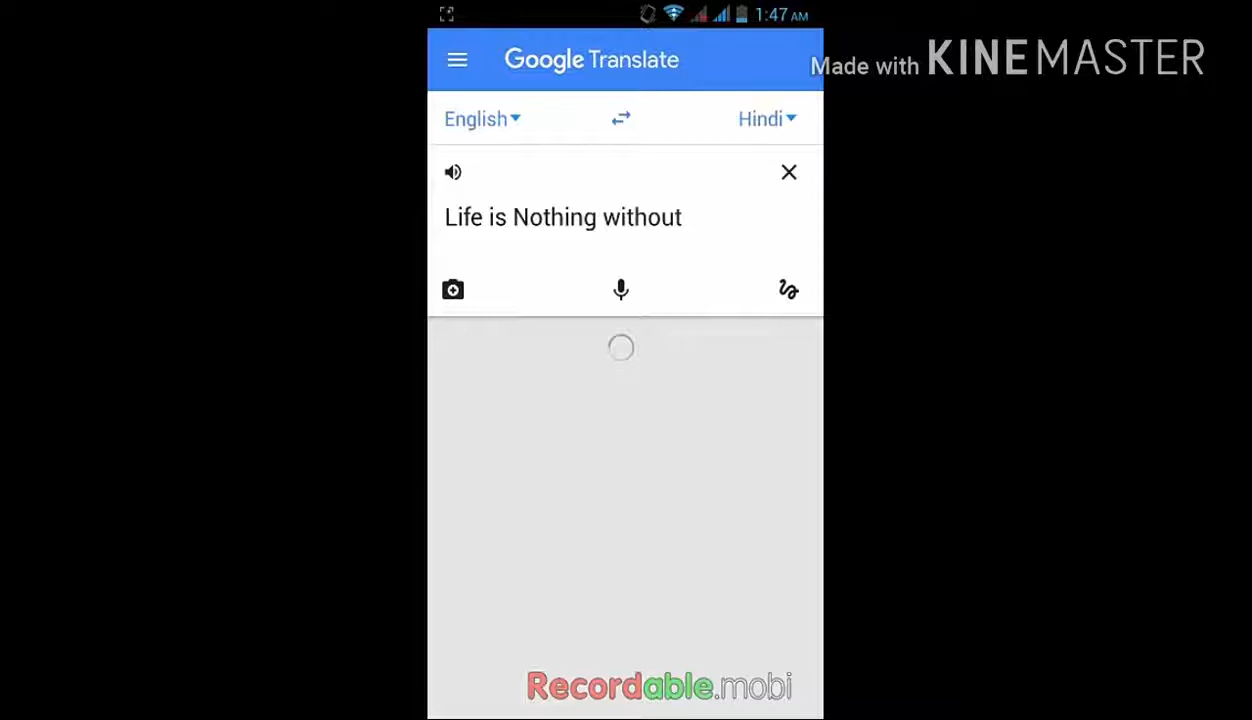 1:47 AM
Google Translate
Made with KINEMASTER
English
Hindi
Life is Nothing without
Recordable.mobi